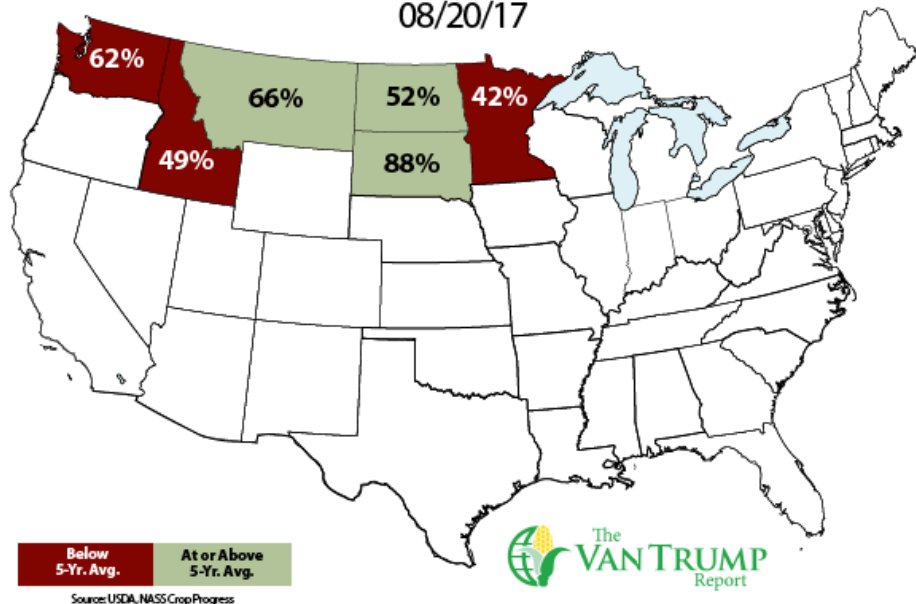 08/20/17
62%
66%
52%
42%
49%
88%
Below
5-Yr. Avg.
At or Above
5-Yr. Avg.
Source: USDA, NASS Crop Progress
The
VAN TRUMP
Report